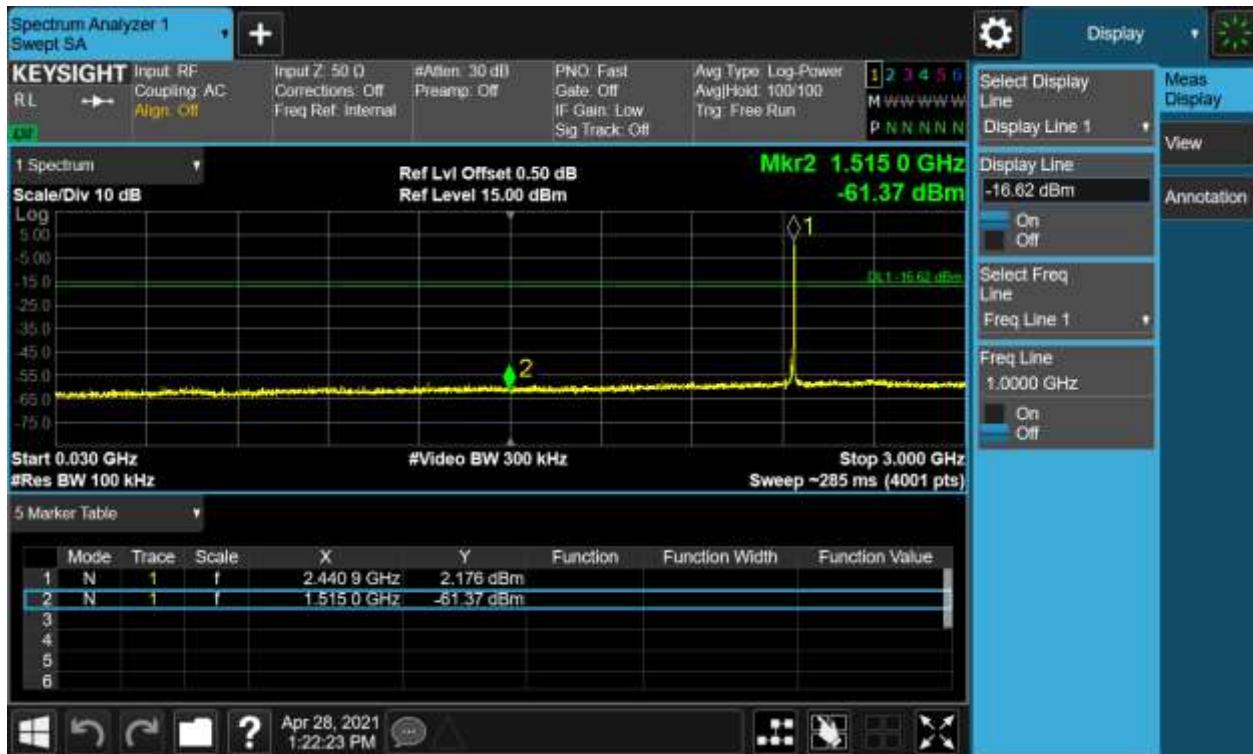 Spectrum Analyzer 1
Swept SA
+
Display
KEYSIGHT
RL
Input: RF
Coupling: AC
Align: Off
Input Z: 50 Ω
Corrections: Off
Freq Ref: Internal
#Atten: 30 dB
Preamp: Off
PNO: Fast
Gate: Off
IF Gain: Low
Sig Track: Off
Avg Type: Log-Power
Avg|Hold: 100/100
Trig: Free Run
1 2 3 4 5 6
M W W W W W
P N N N N N
1 Spectrum
Scale/Div 10 dB
Ref Lvl Offset 0.50 dB
Ref Level 15.00 dBm
Mkr2 1.515 0 GHz
-61.37 dBm
Log
5.00
-5.00
-15.0
-25.0
-35.0
-45.0
-55.0
-65.0
-75.0
1
DL1 -16.62 dBm
2
Start 0.030 GHz
#Res BW 100 kHz
#Video BW 300 kHz
Stop 3.000 GHz
Sweep ~285 ms (4001 pts)
5 Marker Table
Mode Trace Scale X Y Function Function Width Function Value
1 N 1 f 2.440 9 GHz 2.176 dBm
2 N 1 f 1.515 0 GHz -61.37 dBm
3
4
5
6
?
Apr 28, 2021
1:22:23 PM
Select Display
Line
Display Line 1
Display Line
-16.62 dBm
On
Off
Select Freq
Line
Freq Line 1
Freq Line
1.0000 GHz
On
Off
Meas
Display
View
Annotation